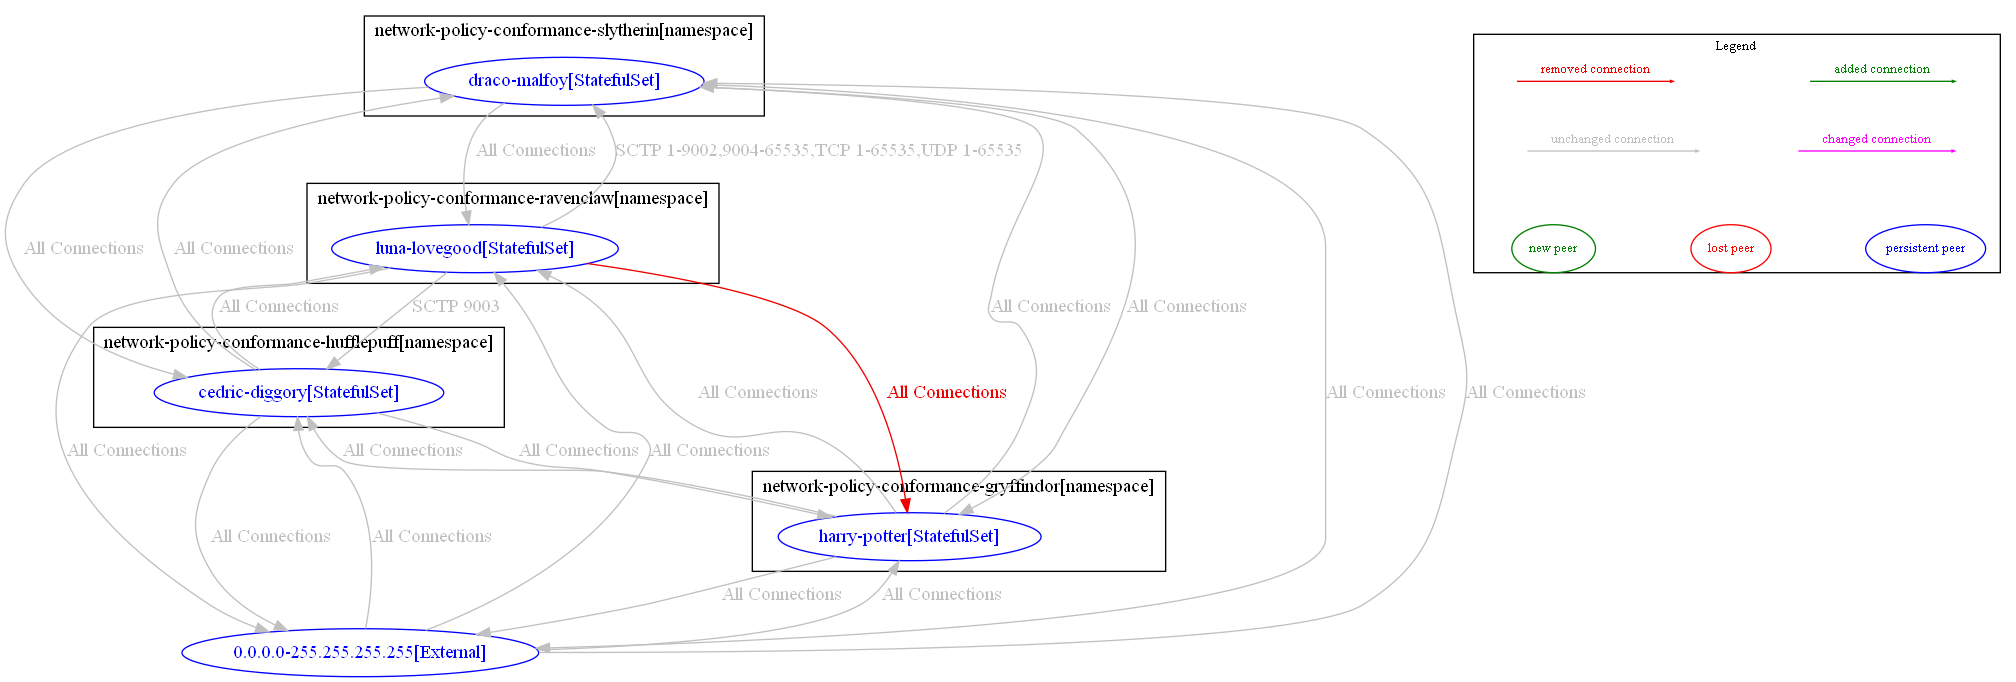 network-policy-conformance-slytherin[namespace]
draco-malfoy[StatefulSet]
All Connections
SCTP 1-9002,9004-65535,TCP 1-65535,UDP 1-65535
network-policy-conformance-ravenclaw[namespace]
luna-lovegood[StatefulSet]
All Connections
All Connections
All Connections
SCTP 9003
All Connections
All Connections
network-policy-conformance-hufflepuff[namespace]
cedric-diggory[StatefulSet]
All Connections
All Connections
All Connections
All Connections
All Connections
All Connections
All Connections
All Connections
All Connections
network-policy-conformance-gryffindor[namespace]
harry-potter[StatefulSet]
All Connections
All Connections
All Connections
All Connections
0.0.0.0-255.255.255.255[External]
Legend
removed connection
added connection
unchanged connection
changed connection
new peer
lost peer
persistent peer